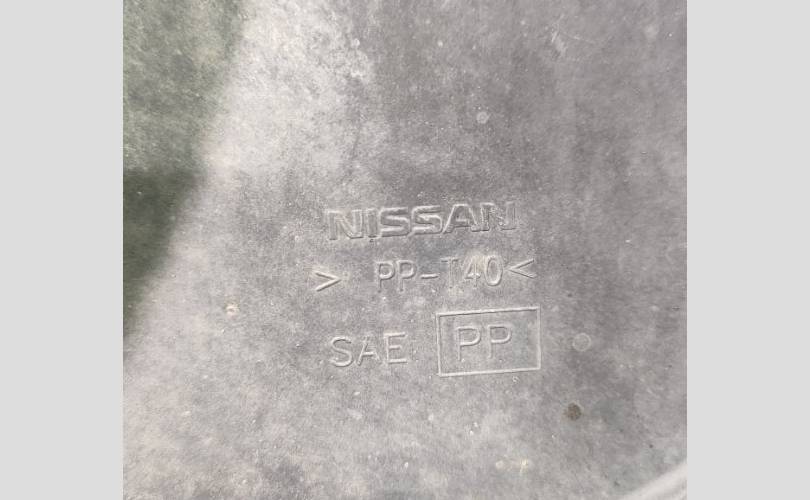 NISSAN
> PP-T40<
SAE PP